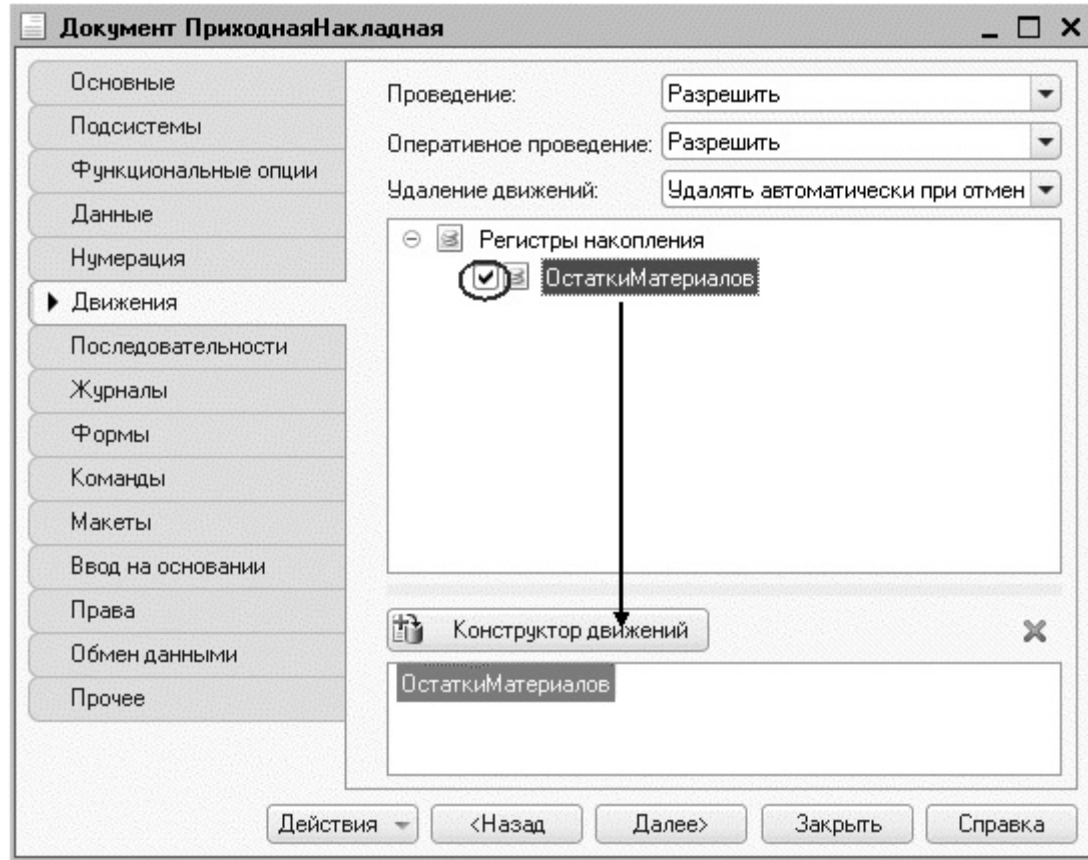 Документ ПриходнаяНакладная
Основные
Подсистемы
Функциональные опции
Данные
Нумерация
Движения
Последовательности
Журналы
Формы
Команды
Макеты
Ввод на основании
Права
Обмен данными
Прочее
Проведение: Разрешить
Оперативное проведение: Разрешить
Удаление движений: Удалять автоматически при отмен
Регистры накопления
ОстаткиМатериалов
Конструктор движений
ОстаткиМатериалов
Действия <Назад Далее> Закрыть Справка